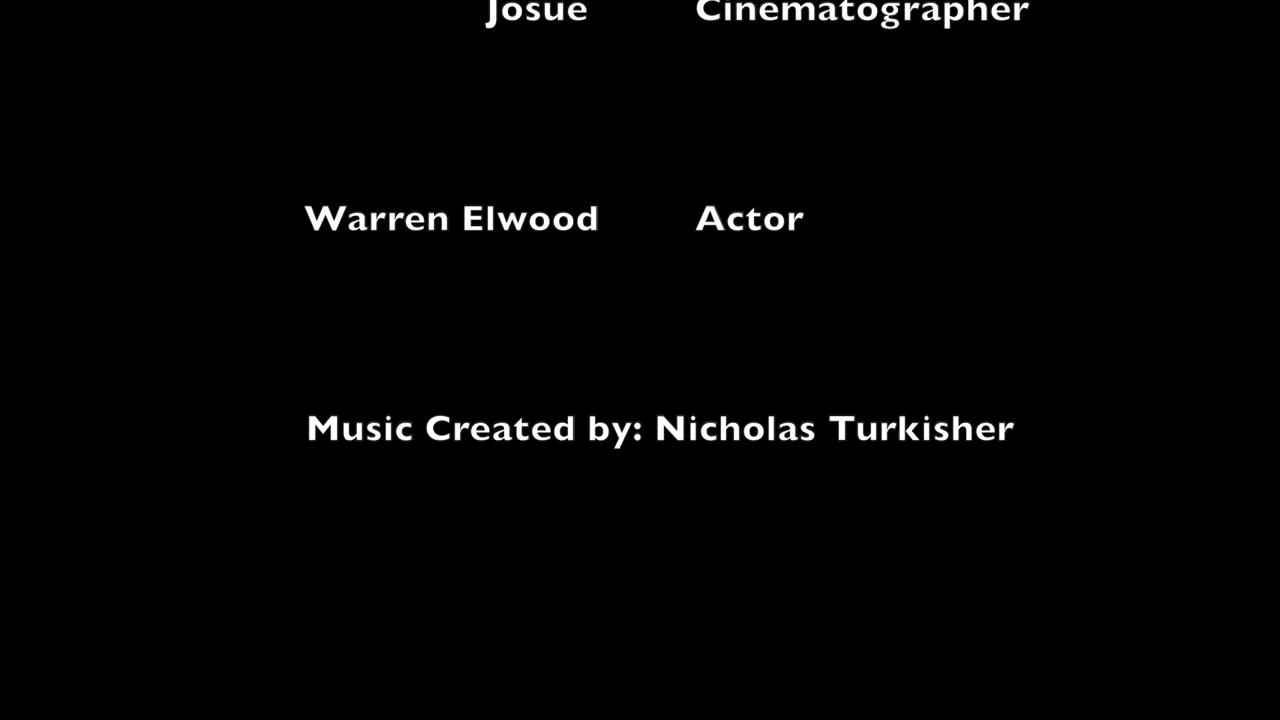 Josue Cinematographer
Warren Elwood Actor
Music Created by: Nicholas Turkisher